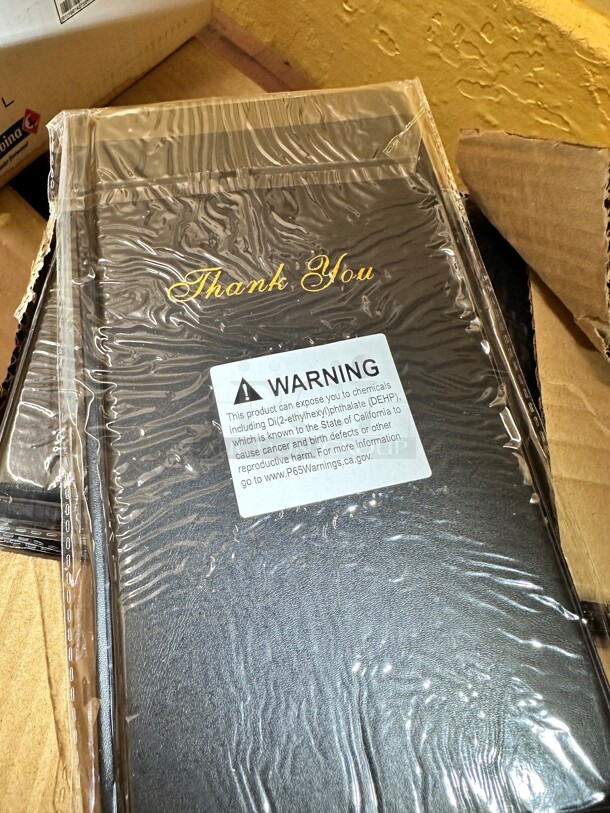 Thank You
WARNING
This product can expose you to chemicals
including Di(2-ethylhexyl)phthalate (DEHP),
which is known to the State of California to
cause cancer and birth defects or other
reproductive harm. For more information
go to www.P65Warnings.ca.gov.